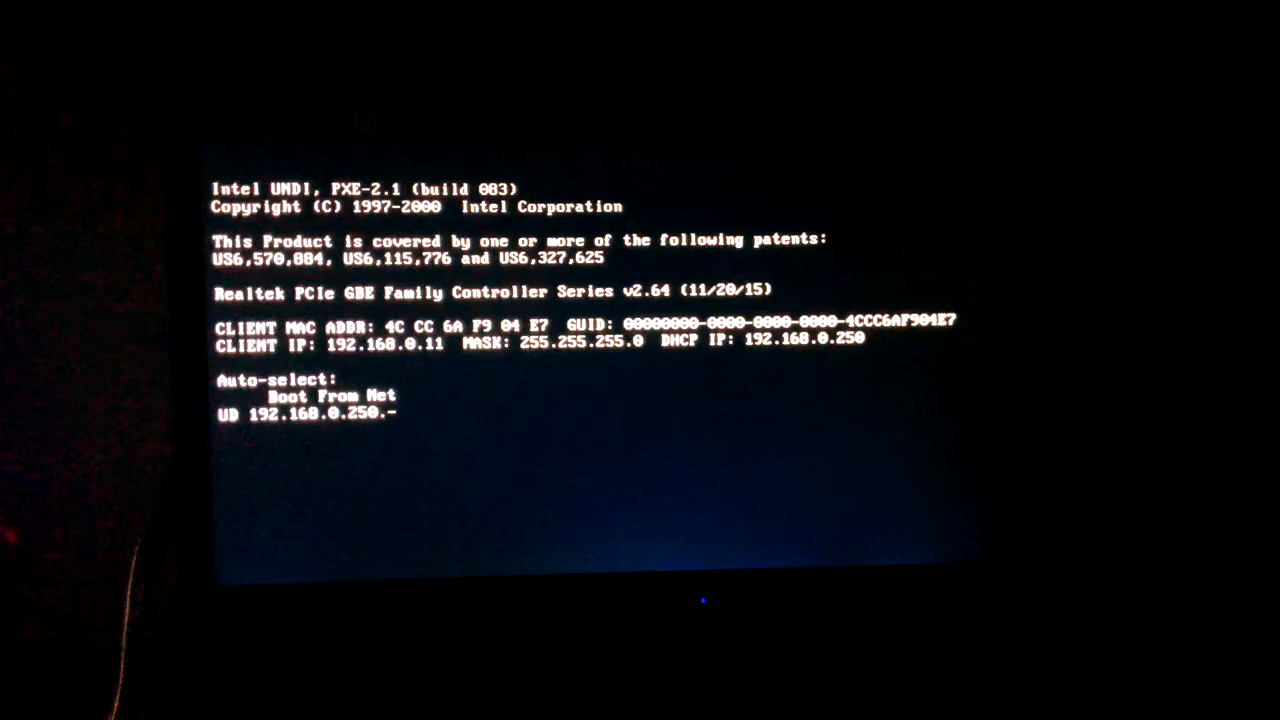 Intel UNDI, PXE-2.1 (build 083)
Copyright (C) 1997-2000  Intel Corporation
This Product is covered by one or more of the following patents:
US6,570,884, US6,115,776 and US6,327,625
Realtek PCIe GBE Family Controller Series v2.64 (11/20/15)
CLIENT MAC ADDR: 4C CC 6A F9 04 E7  GUID: 00000000-0000-0000-0000-4CCC6AF904E7
CLIENT IP: 192.168.0.11  MASK: 255.255.255.0  DHCP IP: 192.168.0.250
Auto-select:
Boot From Net
UD 192.168.0.250.-